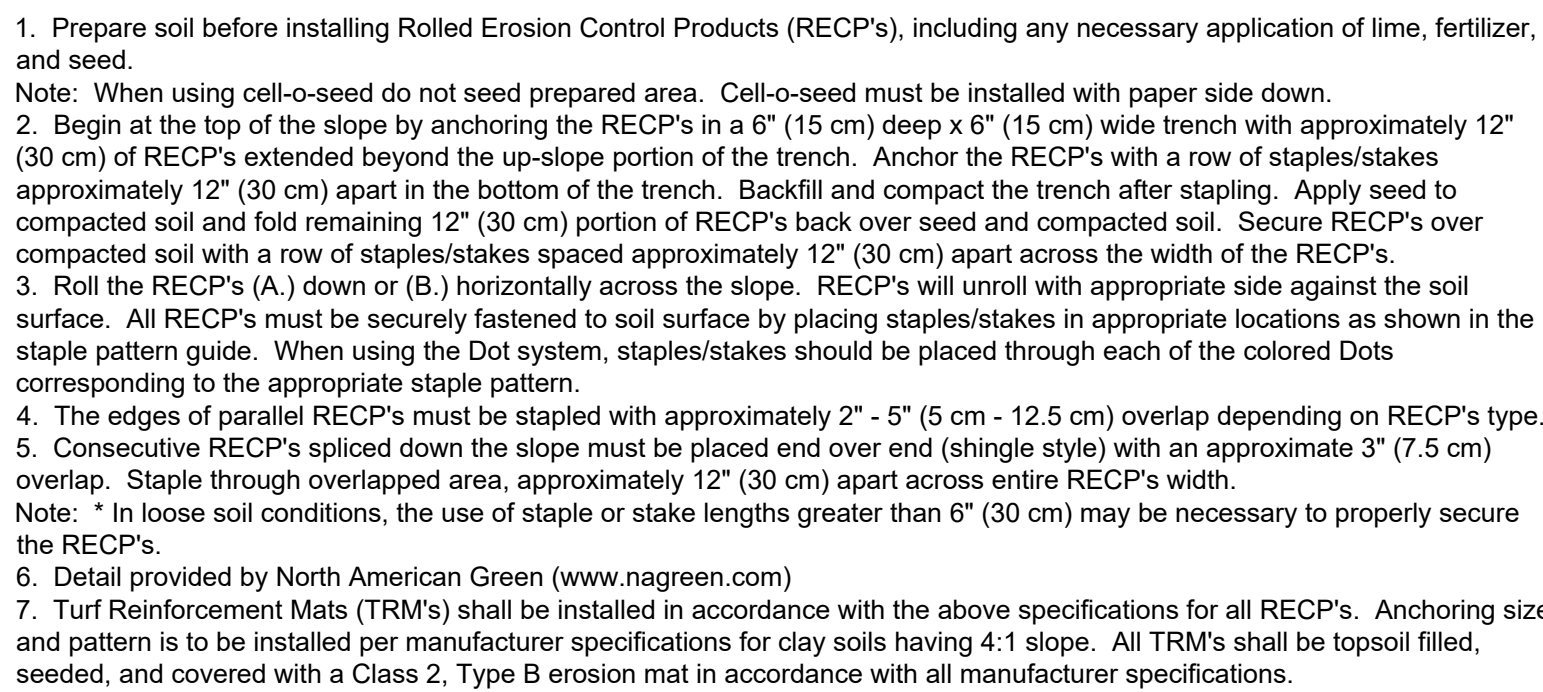 1.  Prepare soil before installing Rolled Erosion Control Products (RECP's), including any necessary application of lime, fertilizer,
and seed.
Note:  When using cell-o-seed do not seed prepared area.  Cell-o-seed must be installed with paper side down.
2.  Begin at the top of the slope by anchoring the RECP's in a 6" (15 cm) deep x 6" (15 cm) wide trench with approximately 12"
(30 cm) of RECP's extended beyond the up-slope portion of the trench.  Anchor the RECP's with a row of staples/stakes
approximately 12" (30 cm) apart in the bottom of the trench.  Backfill and compact the trench after stapling.  Apply seed to
compacted soil and fold remaining 12" (30 cm) portion of RECP's back over seed and compacted soil.  Secure RECP's over
compacted soil with a row of staples/stakes spaced approximately 12" (30 cm) apart across the width of the RECP's.
3.  Roll the RECP's (A.) down or (B.) horizontally across the slope.  RECP's will unroll with appropriate side against the soil
surface.  All RECP's must be securely fastened to soil surface by placing staples/stakes in appropriate locations as shown in the
staple pattern guide.  When using the Dot system, staples/stakes should be placed through each of the colored Dots
corresponding to the appropriate staple pattern.
4.  The edges of parallel RECP's must be stapled with approximately 2" - 5" (5 cm - 12.5 cm) overlap depending on RECP's type.
5.  Consecutive RECP's spliced down the slope must be placed end over end (shingle style) with an approximate 3" (7.5 cm)
overlap.  Staple through overlapped area, approximately 12" (30 cm) apart across entire RECP's width.
Note:  * In loose soil conditions, the use of staple or stake lengths greater than 6" (30 cm) may be necessary to properly secure
the RECP's.
6.  Detail provided by North American Green (www.nagreen.com)
7.  Turf Reinforcement Mats (TRM's) shall be installed in accordance with the above specifications for all RECP's.  Anchoring size
and pattern is to be installed per manufacturer specifications for clay soils having 4:1 slope.  All TRM's shall be topsoil filled,
seeded, and covered with a Class 2, Type B erosion mat in accordance with all manufacturer specifications.